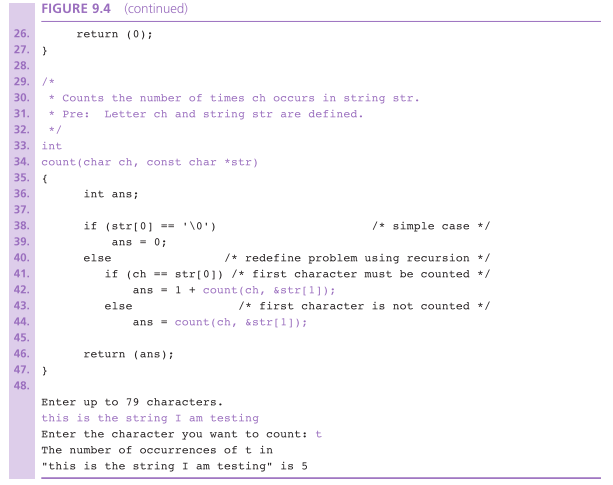 FIGURE 9.4 (continued)
26. return (0);
27. }
28.
29. /*
30. * Counts the number of times ch occurs in string str.
31. * Pre: Letter ch and string str are defined.
32. */
33. int
34. count(char ch, const char *str)
35. {
36. int ans;
37.
38. if (str[0] == '\0') /* simple case */
39. ans = 0;
40. else /* redefine problem using recursion */
41. if (ch == str[0]) /* first character must be counted */
42. ans = 1 + count(ch, &str[1]);
43. else /* first character is not counted */
44. ans = count(ch, &str[1]);
45.
46. return (ans);
47. }
48.
Enter up to 79 characters.
this is the string I am testing
Enter the character you want to count: t
The number of occurrences of t in
"this is the string I am testing" is 5